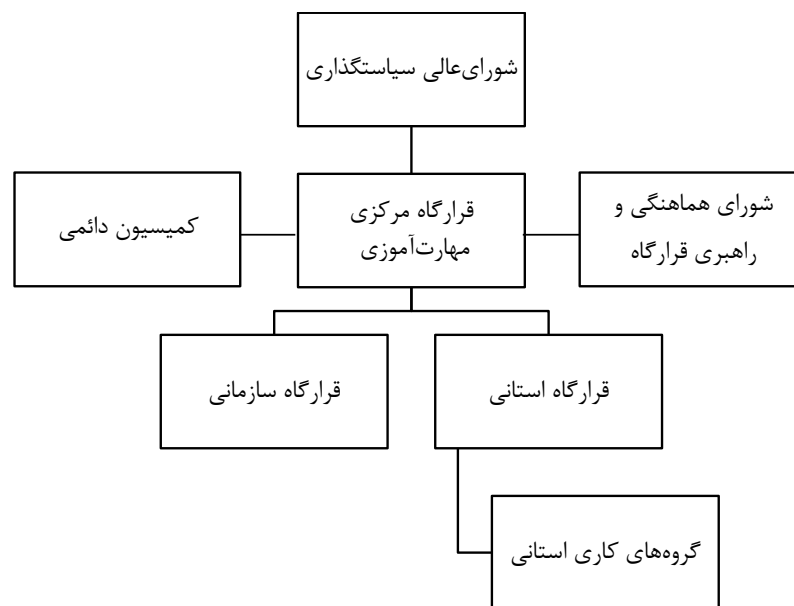 شورای‌عالی سیاستگذاری
شورای هماهنگی و
راهبری قرارگاه
قرارگاه مرکزی
مهارت‌آموزی
کمیسیون دائمی
قرارگاه استانی
قرارگاه سازمانی
گروه‌های کاری استانی